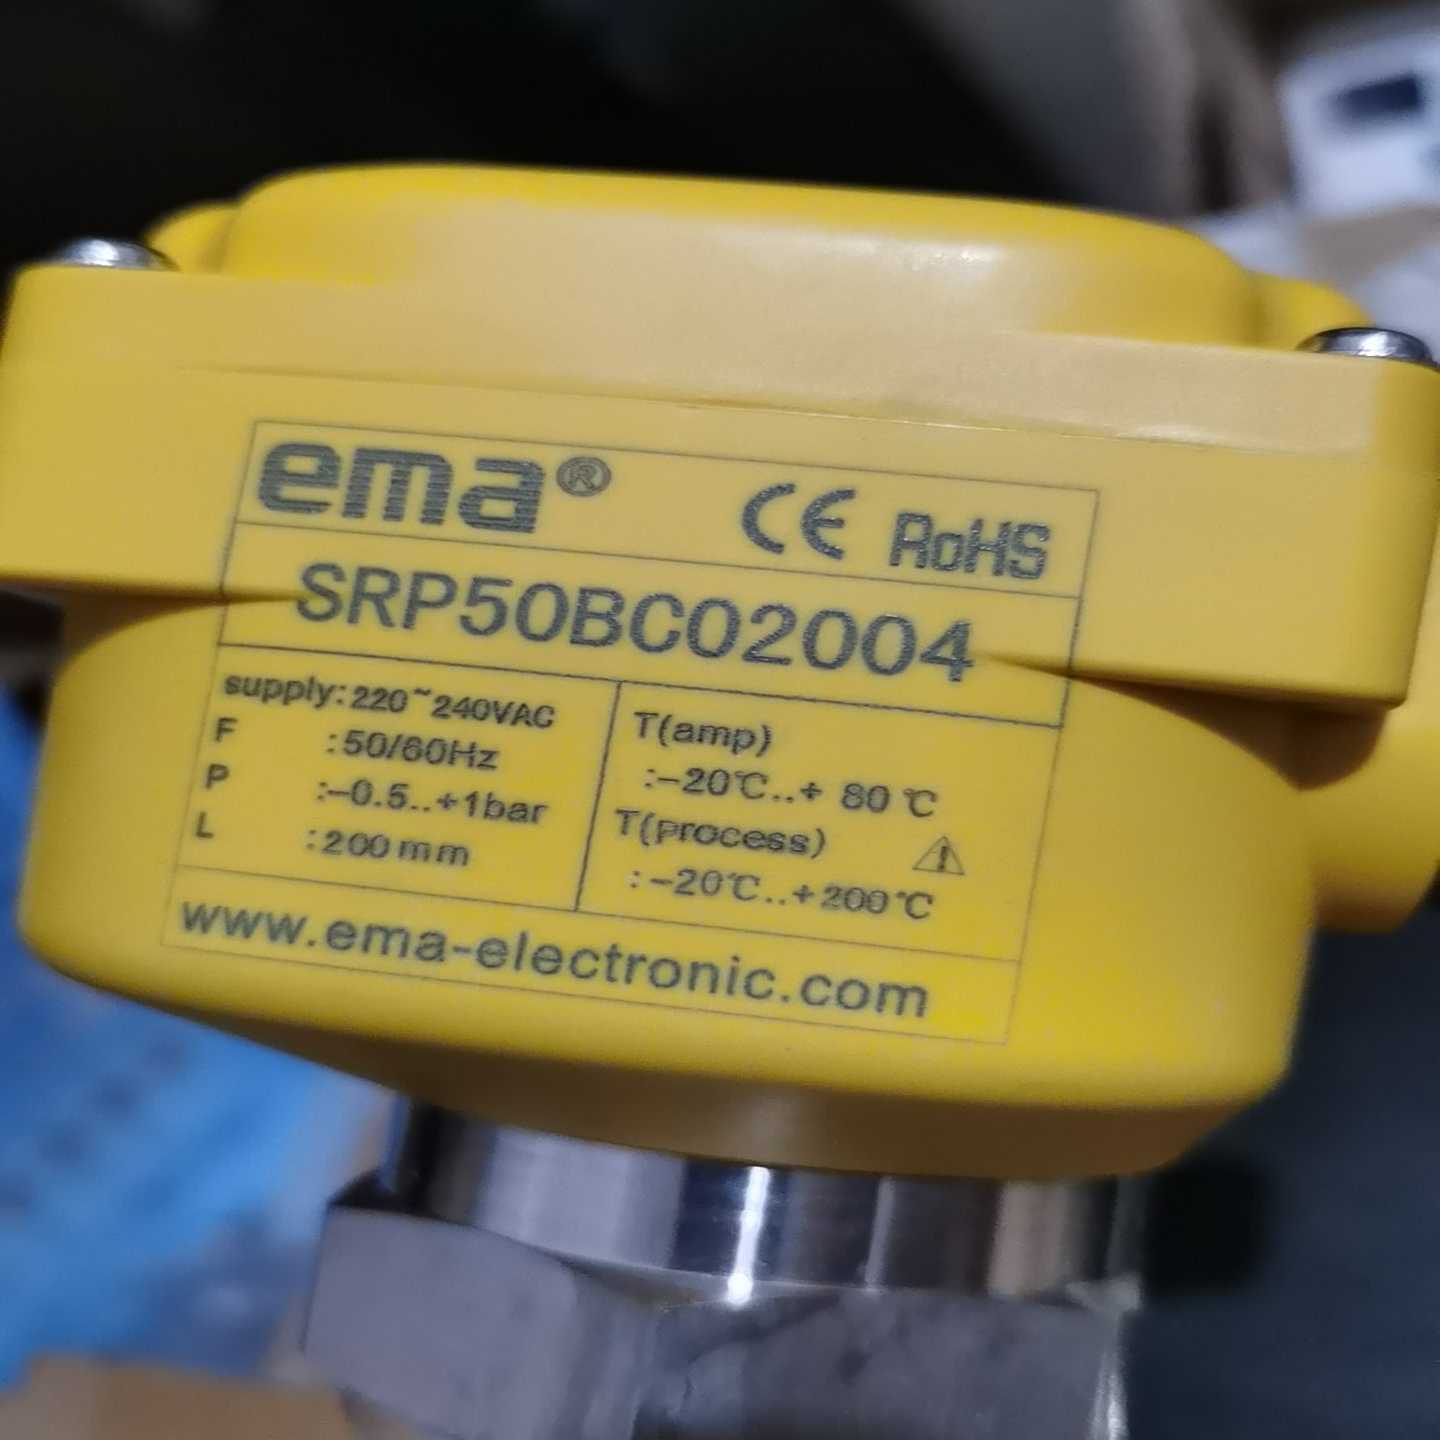 ema® CE RoHS
SRP50BC02004
supply:220~240VAC
F :50/60Hz
P :-0.5..+1bar
L :200mm
T(amp)
:-20℃..+ 80℃
T(process) ⚠
:-20℃..+200℃
www.ema-electronic.com